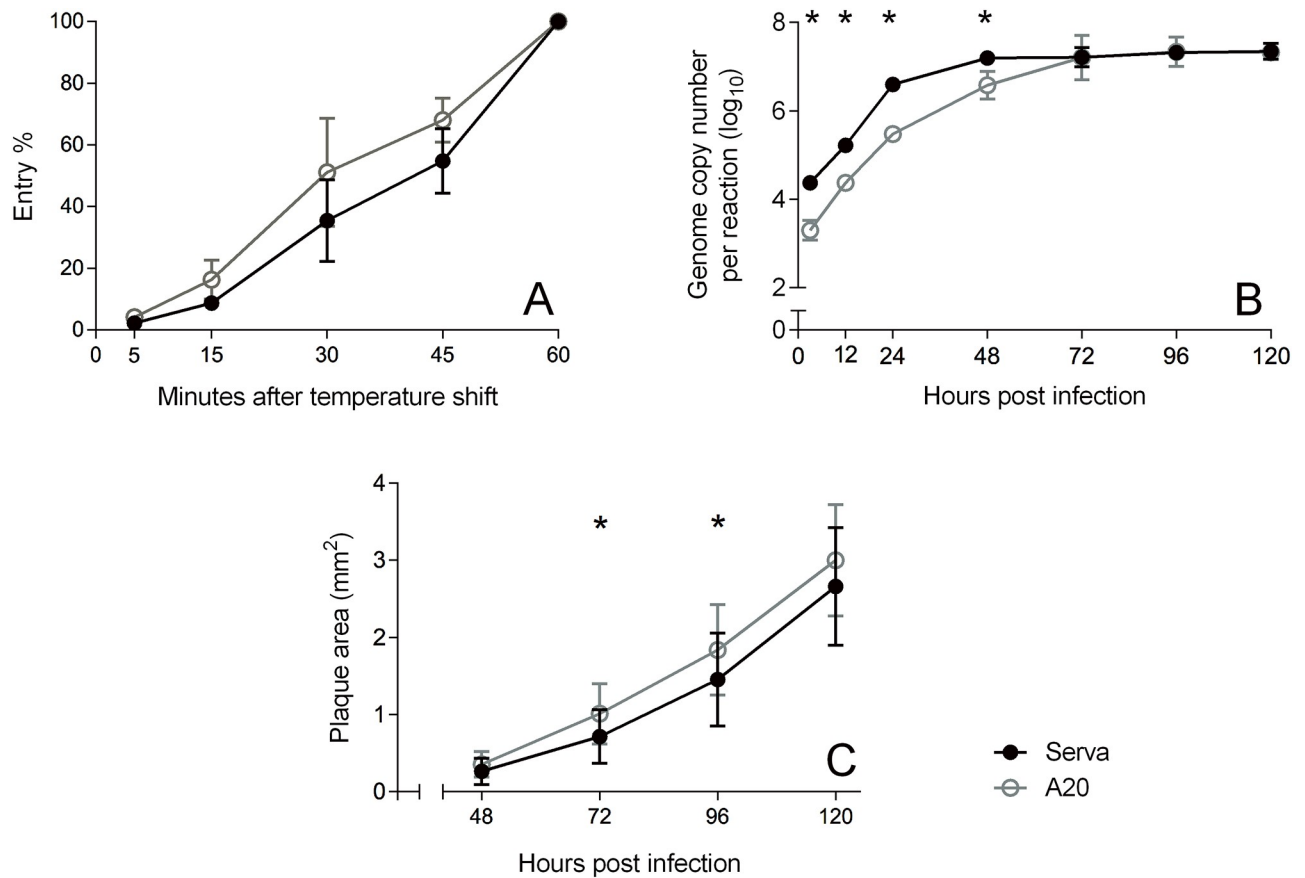 100
80
60
40
20
0
Entry %
0 5 15 30 45 60
Minutes after temperature shift
A
* * * *
8
6
4
2
0
Genome copy number
per reaction (log10)
0 12 24 48 72 96 120
Hours post infection
B
4
3
2
1
0
* *
Plaque area (mm2)
48 72 96 120
Hours post infection
C
Serva
A20